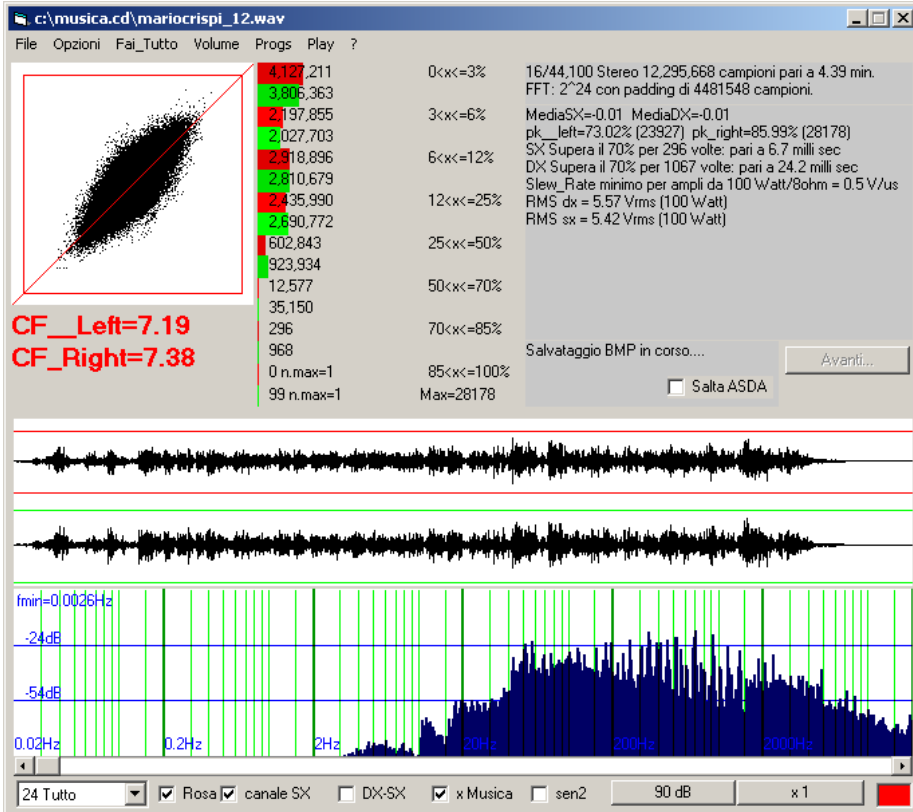 c:\musica.cd\mariocrispi_12.wav
File Opzioni Fai_Tutto Volume Progs Play ?
4,127,211 0<x<=3%
3,806,363
2,197,855 3<x<=6%
2,027,703
2,918,896 6<x<=12%
2,810,679
2,435,990 12<x<=25%
2,690,772
602,843 25<x<=50%
923,934
12,577 50<x<=70%
35,150
296 70<x<=85%
968
0 n.max=1 85<x<=100%
99 n.max=1 Max=28178
CF__Left=7.19
CF_Right=7.38
16/44,100 Stereo 12,295,668 campioni pari a 4.39 min.
FFT: 2^24 con padding di 4481548 campioni.
MediaSX=-0.01 MediaDX=-0.01
pk__left=73.02% (23927) pk_right=85.99% (28178)
SX Supera il 70% per 296 volte: pari a 6.7 milli sec
DX Supera il 70% per 1067 volte: pari a 24.2 milli sec
Slew_Rate minimo per ampli da 100 Watt/8ohm = 0.5 V/us
RMS dx = 5.57 Vrms (100 Watt)
RMS sx = 5.42 Vrms (100 Watt)
Salvataggio BMP in corso....
Avanti...
Salta ASDA
fmin=0.0026Hz
-24dB
-54dB
0.02Hz 0.2Hz 2Hz 20Hz 200Hz 2000Hz
24 Tutto Rosa canale SX DX-SX x Musica sen2 90 dB x 1